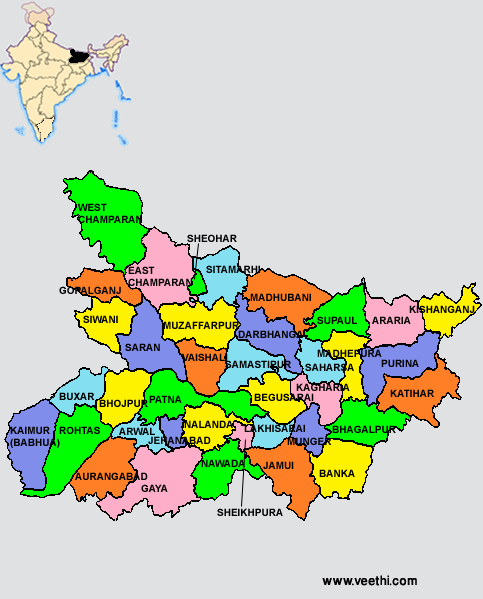 WEST
CHAMPARAN
SHEOHAR
EAST
CHAMPARAN
SITAMARHI
GOPALGANJ
MADHUBANI
KISHANGANJ
SIWANI
MUZAFFARPUR
SUPAUL
ARARIA
DARBHANGA
SARAN
VAISHALI
SAMASTIPUR
SAHARSA
MADHEPURA
PURINA
BUXAR
BHOJPUR
PATNA
BEGUSARAI
KAGHARIA
KATIHAR
KAIMUR
(BABHUA)
ROHTAS
ARWAL
JEHANABAD
NALANDA
LAKHISARAI
MUNGER
BHAGALPUR
AURANGABAD
GAYA
NAWADA
JAMUI
BANKA
SHEIKHPURA
www.veethi.com